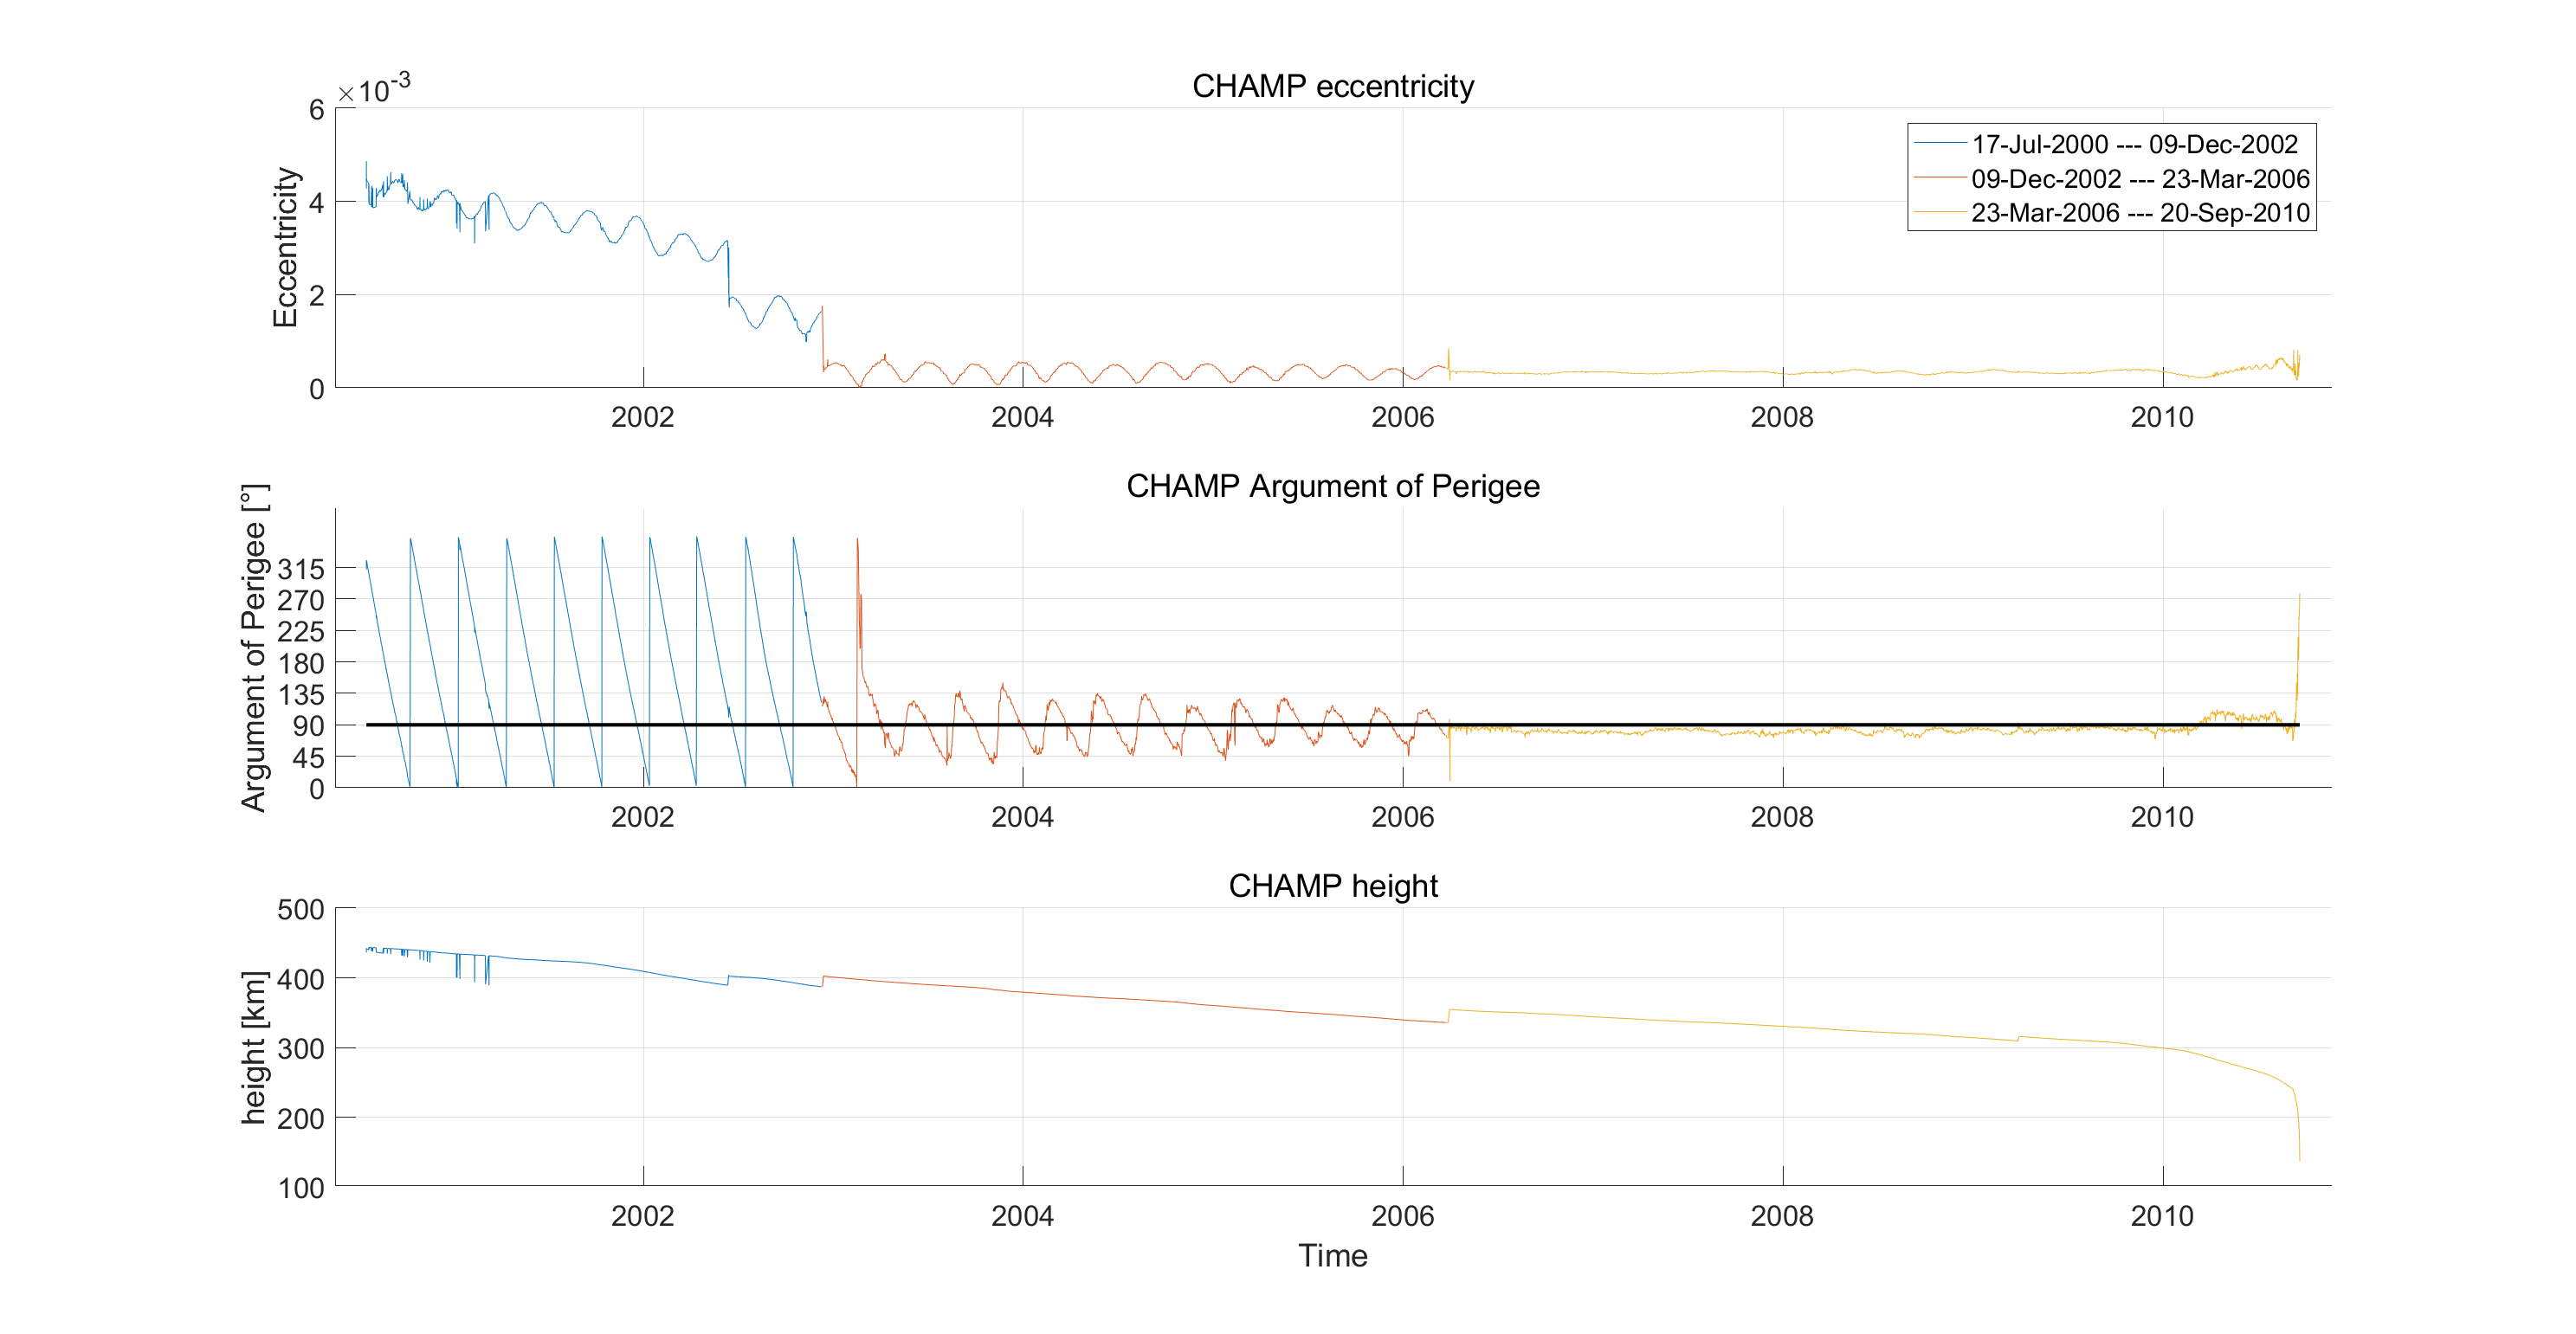 CHAMP eccentricity
×10-3
6
4
2
0
Eccentricity
17-Jul-2000 --- 09-Dec-2002
09-Dec-2002 --- 23-Mar-2006
23-Mar-2006 --- 20-Sep-2010
2002 2004 2006 2008 2010
CHAMP Argument of Perigee
Argument of Perigee [°]
315
270
225
180
135
90
45
0
2002 2004 2006 2008 2010
CHAMP height
height [km]
500
400
300
200
100
2002 2004 2006 2008 2010
Time